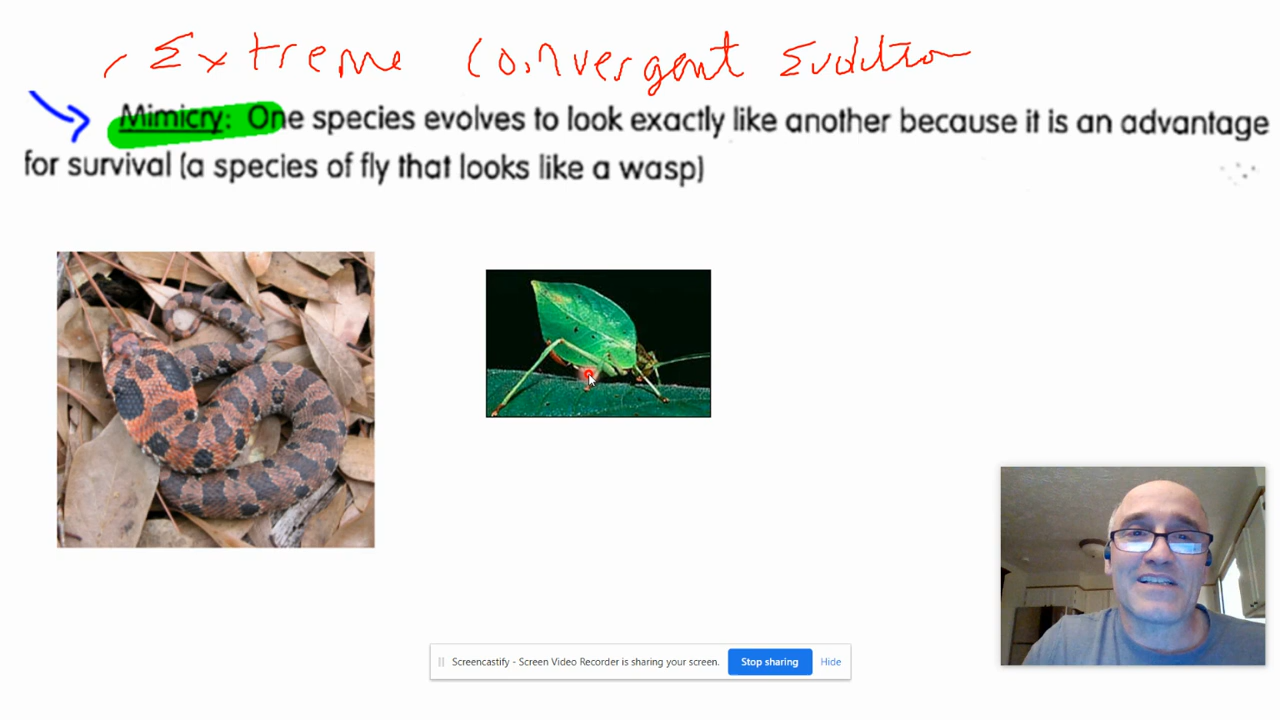 Extreme Convergent Evolution
Mimicry: One species evolves to look exactly like another because it is an advantage
for survival (a species of fly that looks like a wasp)
Screencastify - Screen Video Recorder is sharing your screen. Stop sharing Hide